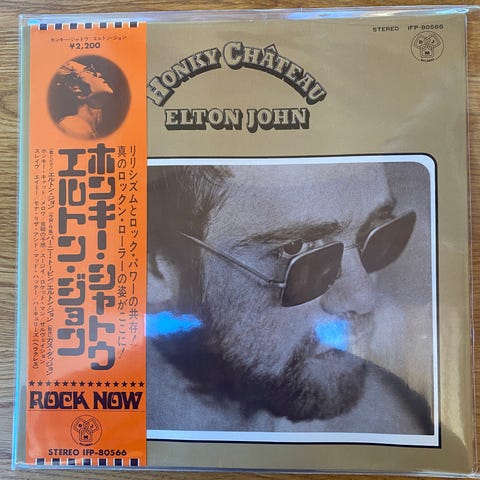 ホンキー・シャトウ/エルトン・ジョン
¥2,200
リリシズムとロック・パワーの共存!
真のロックン・ローラーの姿がここに!
ホンキー・シャトウ
エルトン・ジョン
ROCK NOW
STEREO IFP-80566
STEREO IFP-80566
HONKY CHÂTEAU
ELTON JOHN